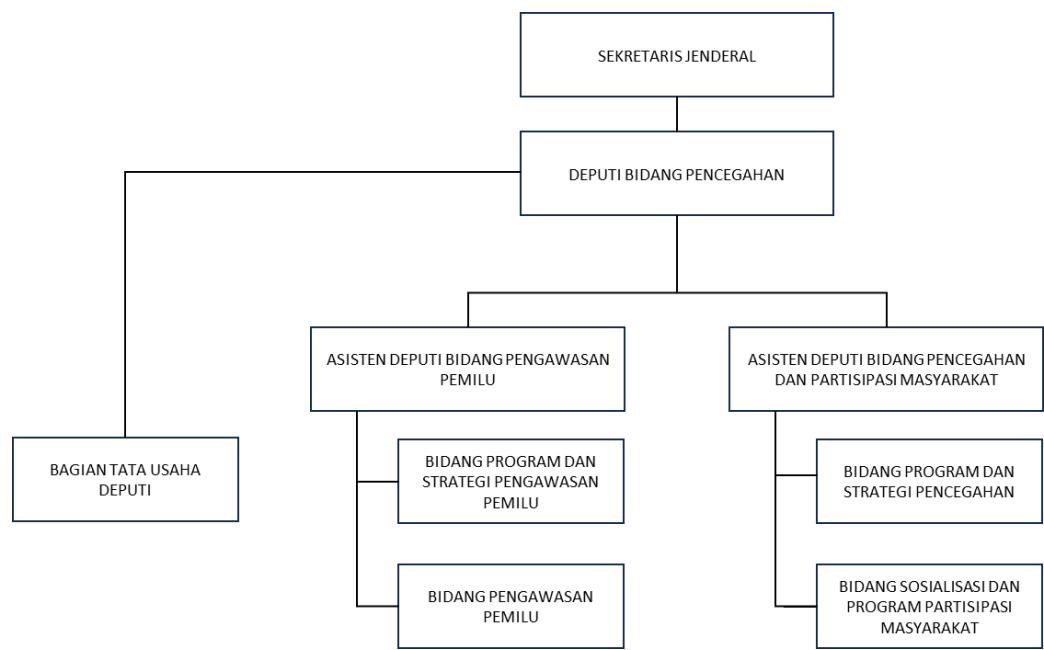 SEKRETARIS JENDERAL
DEPUTI BIDANG PENCEGAHAN
ASISTEN DEPUTI BIDANG PENGAWASAN
PEMILU
ASISTEN DEPUTI BIDANG PENCEGAHAN
DAN PARTISIPASI MASYARAKAT
BAGIAN TATA USAHA
DEPUTI
BIDANG PROGRAM DAN
STRATEGI PENGAWASAN
PEMILU
BIDANG PROGRAM DAN
STRATEGI PENCEGAHAN
BIDANG PENGAWASAN
PEMILU
BIDANG SOSIALISASI DAN
PROGRAM PARTISIPASI
MASYARAKAT